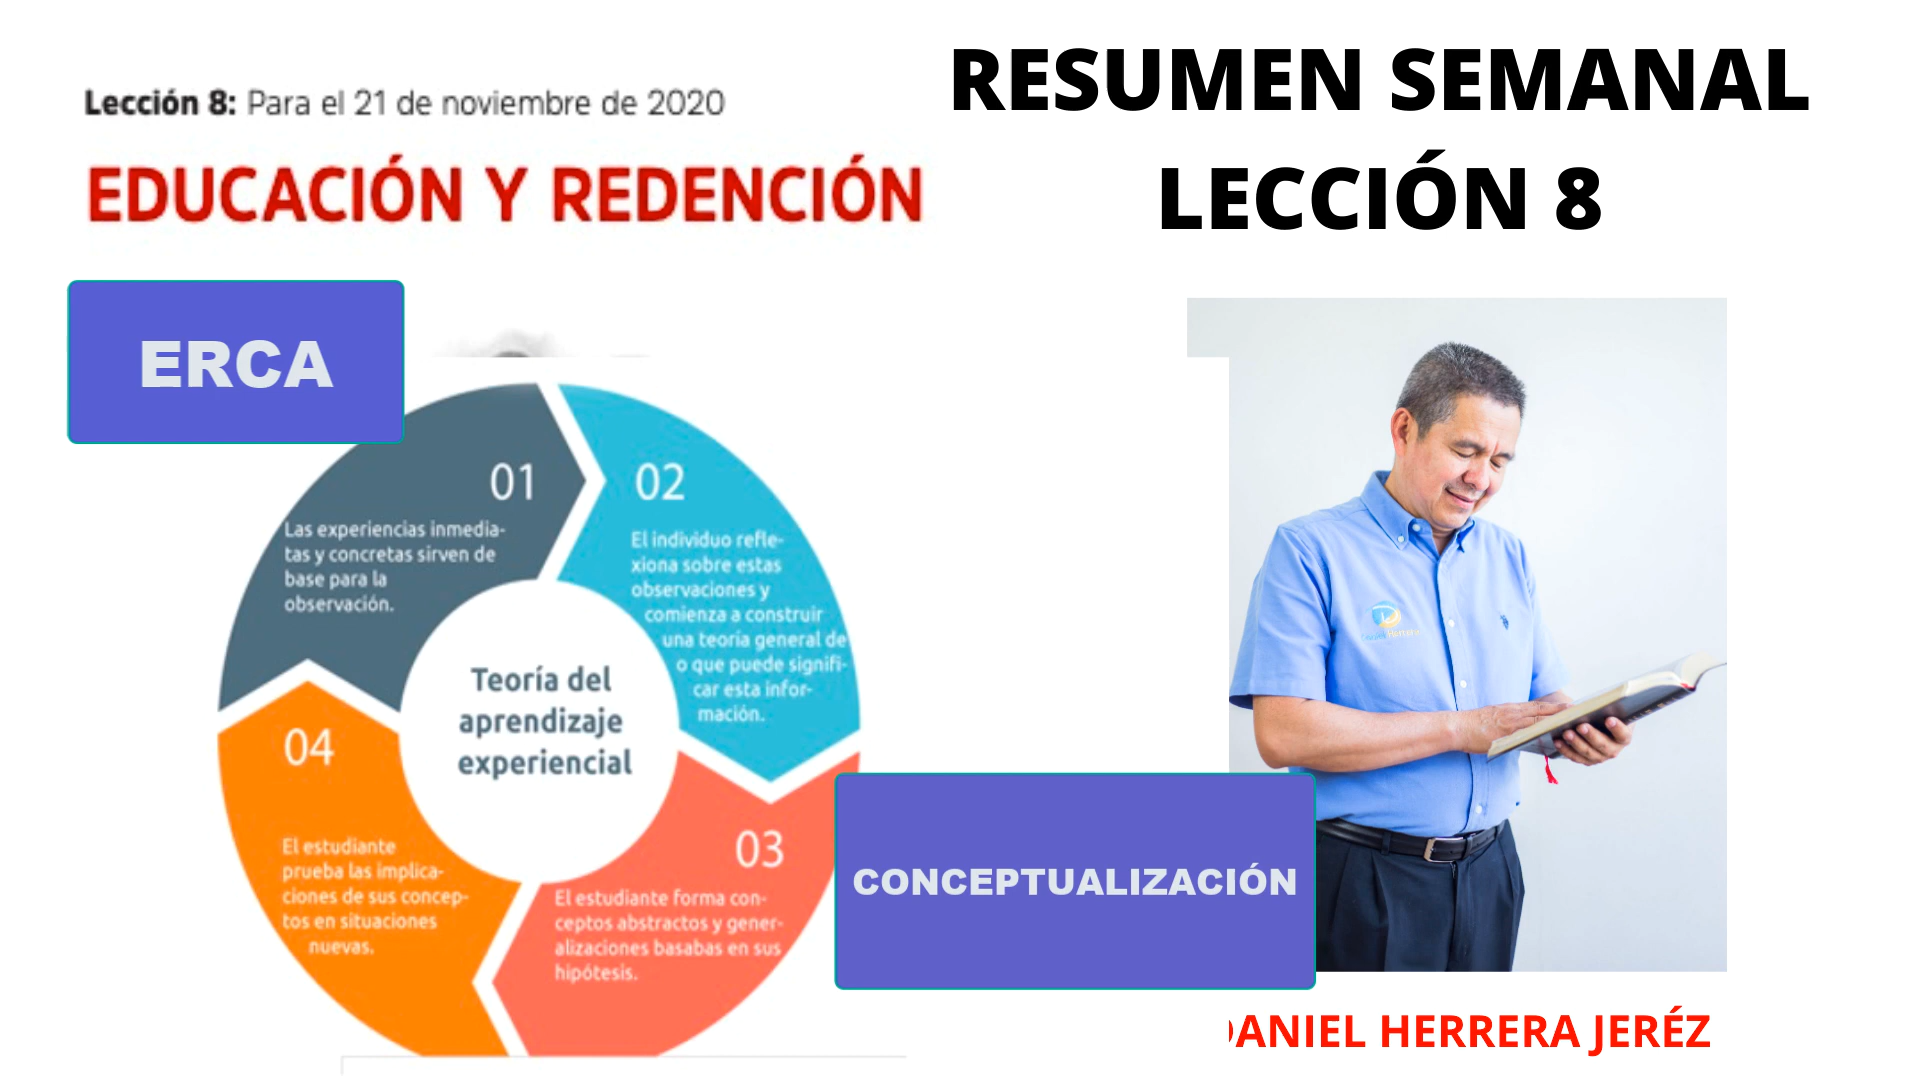 Lección 8: Para el 21 de noviembre de 2020
EDUCACIÓN Y REDENCIÓN
RESUMEN SEMANAL
LECCIÓN 8
ERCA
01
Las experiencias inmedia-
tas y concretas sirven de
base para la
observación.
02
El individuo refle-
xiona sobre estas
observaciones y
comienza a construir
una teoría general de
o que puede signifi-
car esta infor-
mación.
Teoría del
aprendizaje
experiencial
03
El estudiante forma con-
ceptos abstractos y gener-
alizaciones basabas en sus
hipótesis.
04
El estudiante
prueba las implica-
ciones de sus concep-
tos en situaciones
nuevas.
CONCEPTUALIZACIÓN
DANIEL HERRERA JERÉZ